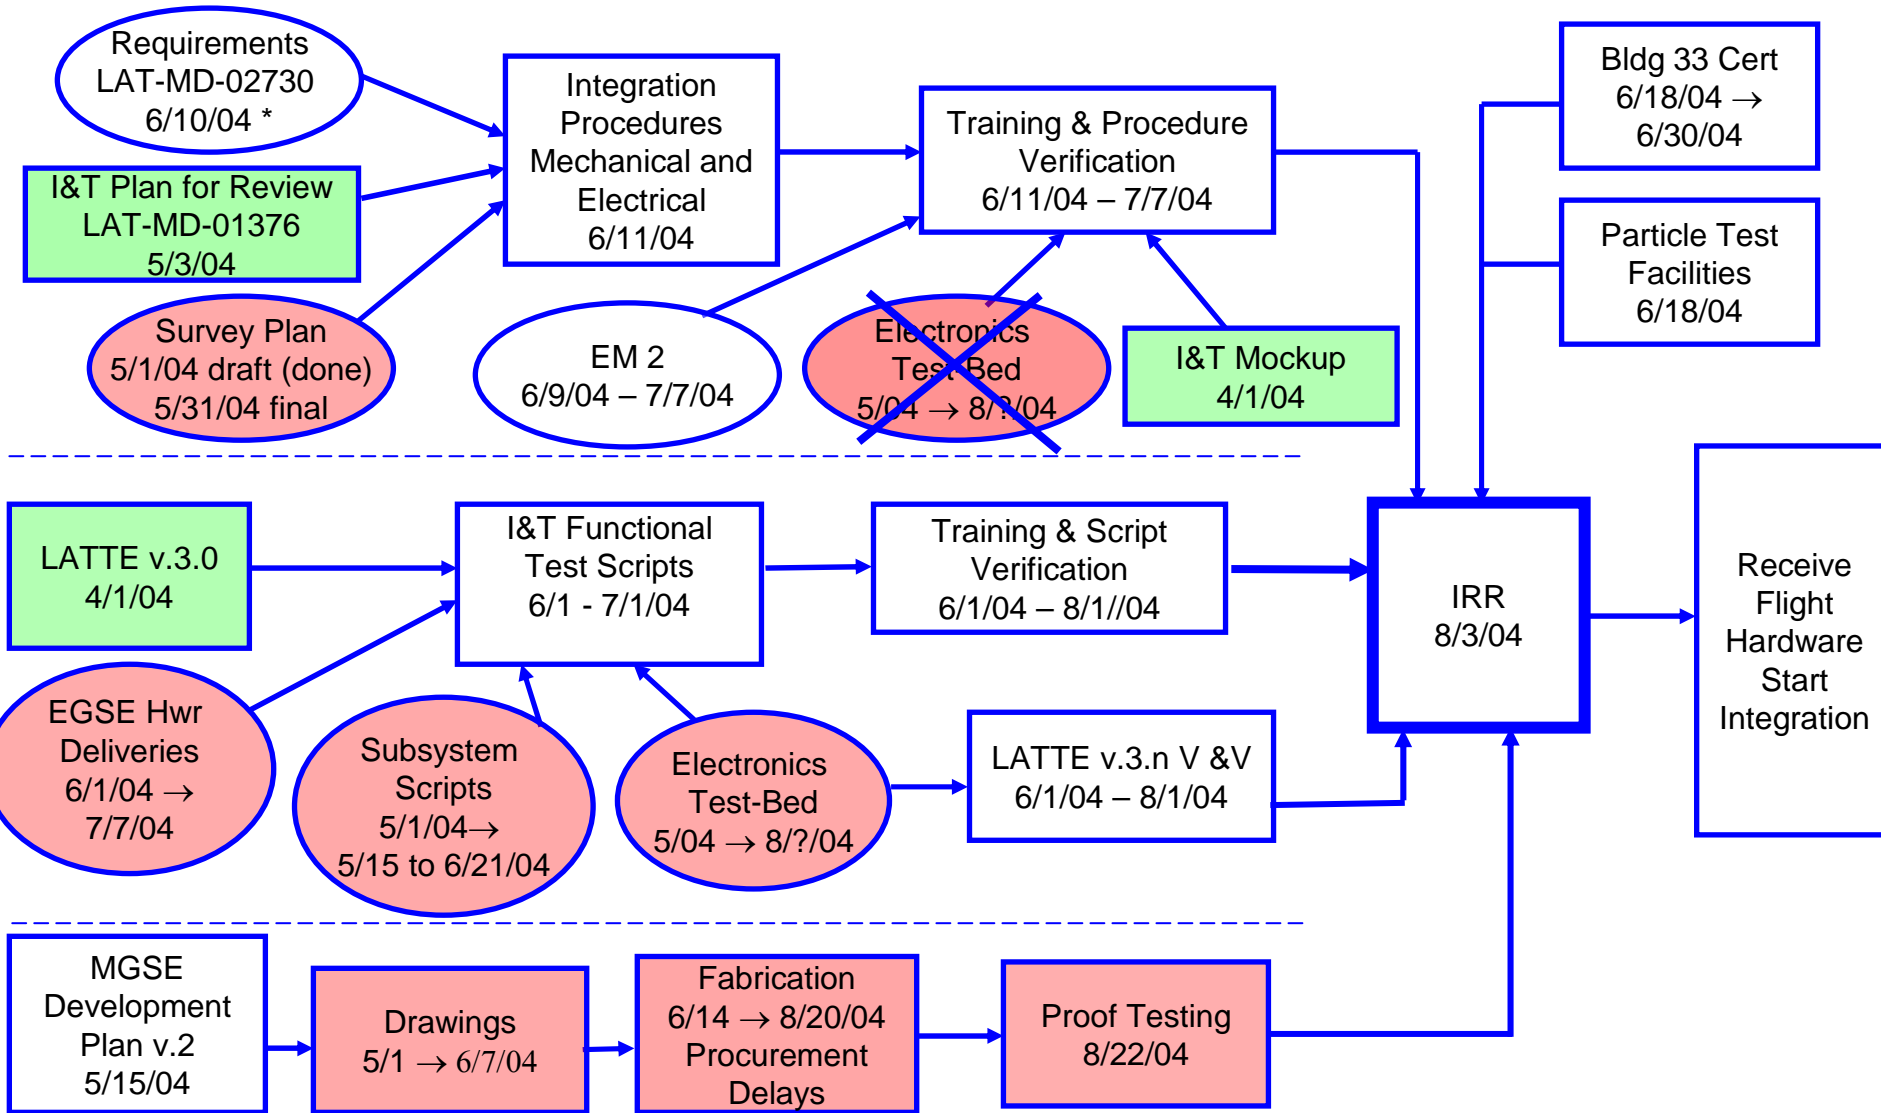 Requirements
LAT-MD-02730
6/10/04 *
I&T Plan for Review
LAT-MD-01376
5/3/04
Survey Plan
5/1/04 draft (done)
5/31/04 final
Integration
Procedures
Mechanical and
Electrical
6/11/04
EM 2
6/9/04 – 7/7/04
Training & Procedure
Verification
6/11/04 – 7/7/04
Electronics
Test-Bed
5/04 → 8/?/04
I&T Mockup
4/1/04
Bldg 33 Cert
6/18/04 →
6/30/04
Particle Test
Facilities
6/18/04
LATTE v.3.0
4/1/04
EGSE Hwr
Deliveries
6/1/04 →
7/7/04
I&T Functional
Test Scripts
6/1 - 7/1/04
Subsystem
Scripts
5/1/04→
5/15 to 6/21/04
Electronics
Test-Bed
5/04 → 8/?/04
Training & Script
Verification
6/1/04 – 8/1//04
LATTE v.3.n V &V
6/1/04 – 8/1/04
IRR
8/3/04
Receive
Flight
Hardware
Start
Integration
MGSE
Development
Plan v.2
5/15/04
Drawings
5/1 → 6/7/04
Fabrication
6/14 → 8/20/04
Procurement
Delays
Proof Testing
8/22/04